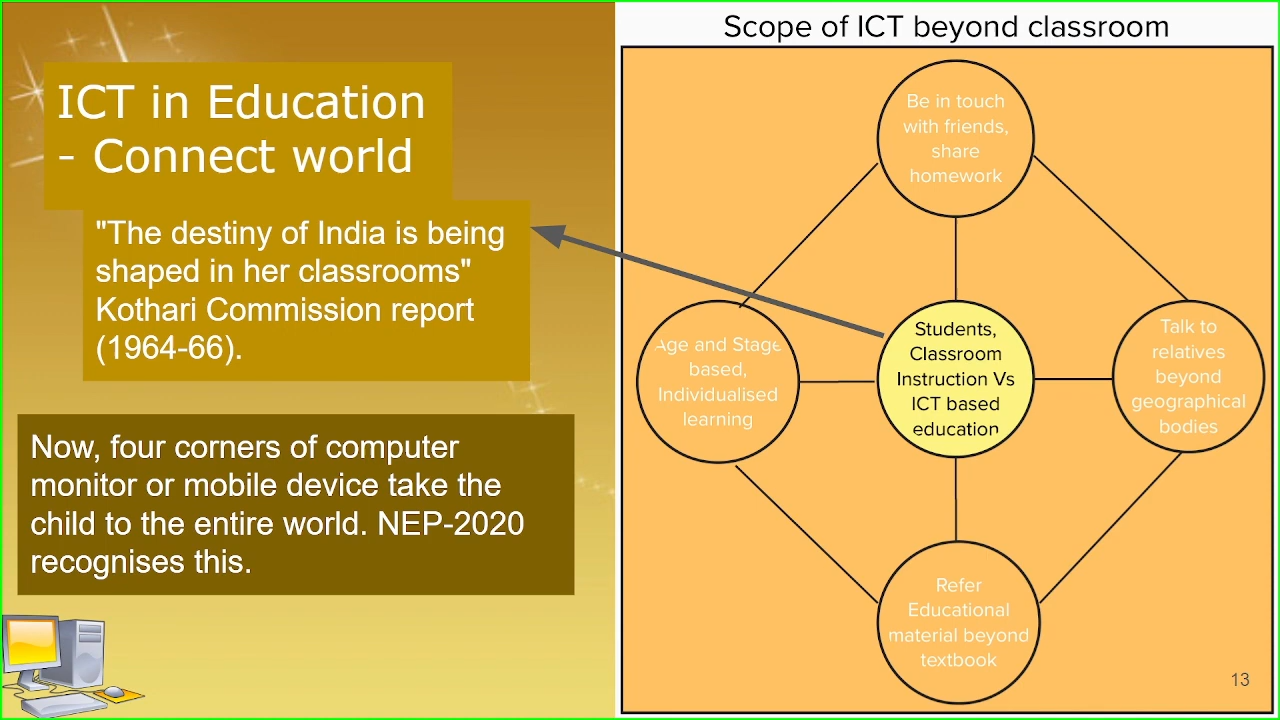 ICT in Education
- Connect world
"The destiny of India is being
shaped in her classrooms"
Kothari Commission report
(1964-66).
Now, four corners of computer
monitor or mobile device take the
child to the entire world. NEP-2020
recognises this.
Scope of ICT beyond classroom
Be in touch
with friends,
share
homework
Age and Stage
based,
Individualised
learning
Students,
Classroom
Instruction Vs
ICT based
education
Talk to
relatives
beyond
geographical
bodies
Refer
Educational
material beyond
textbook
13